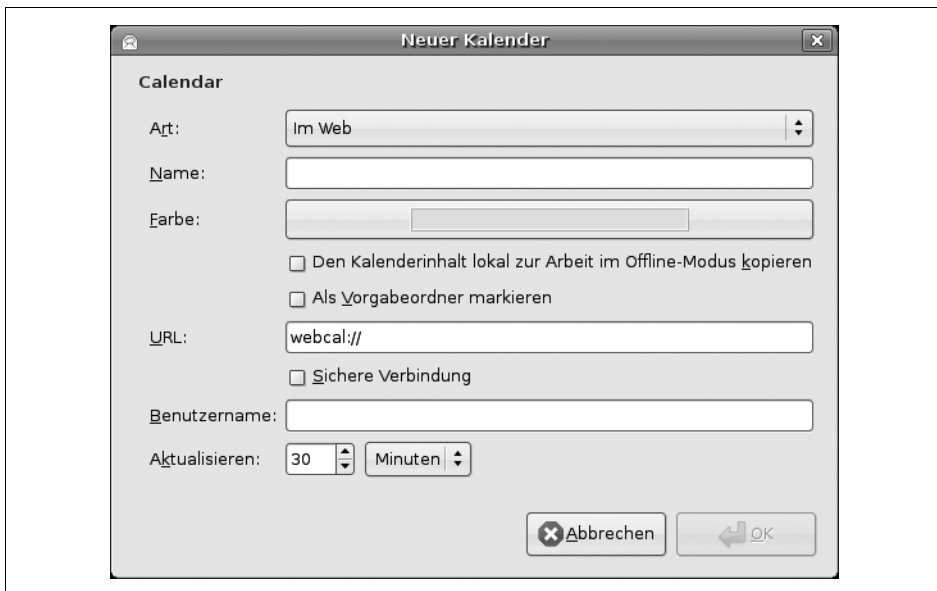 Neuer Kalender
Calendar
Art: Im Web
Name:
Farbe:
Den Kalenderinhalt lokal zur Arbeit im Offline-Modus kopieren
Als Vorgabeordner markieren
URL: webcal://
Sichere Verbindung
Benutzername:
Aktualisieren: 30 Minuten
Abbrechen OK